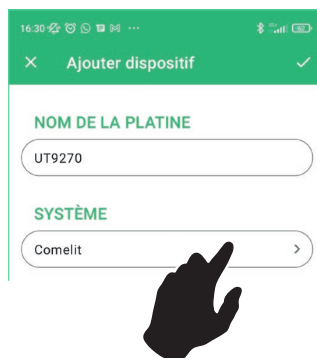 16:30
Ajouter dispositif
NOM DE LA PLATINE
UT9270
SYSTÈME
Comelit